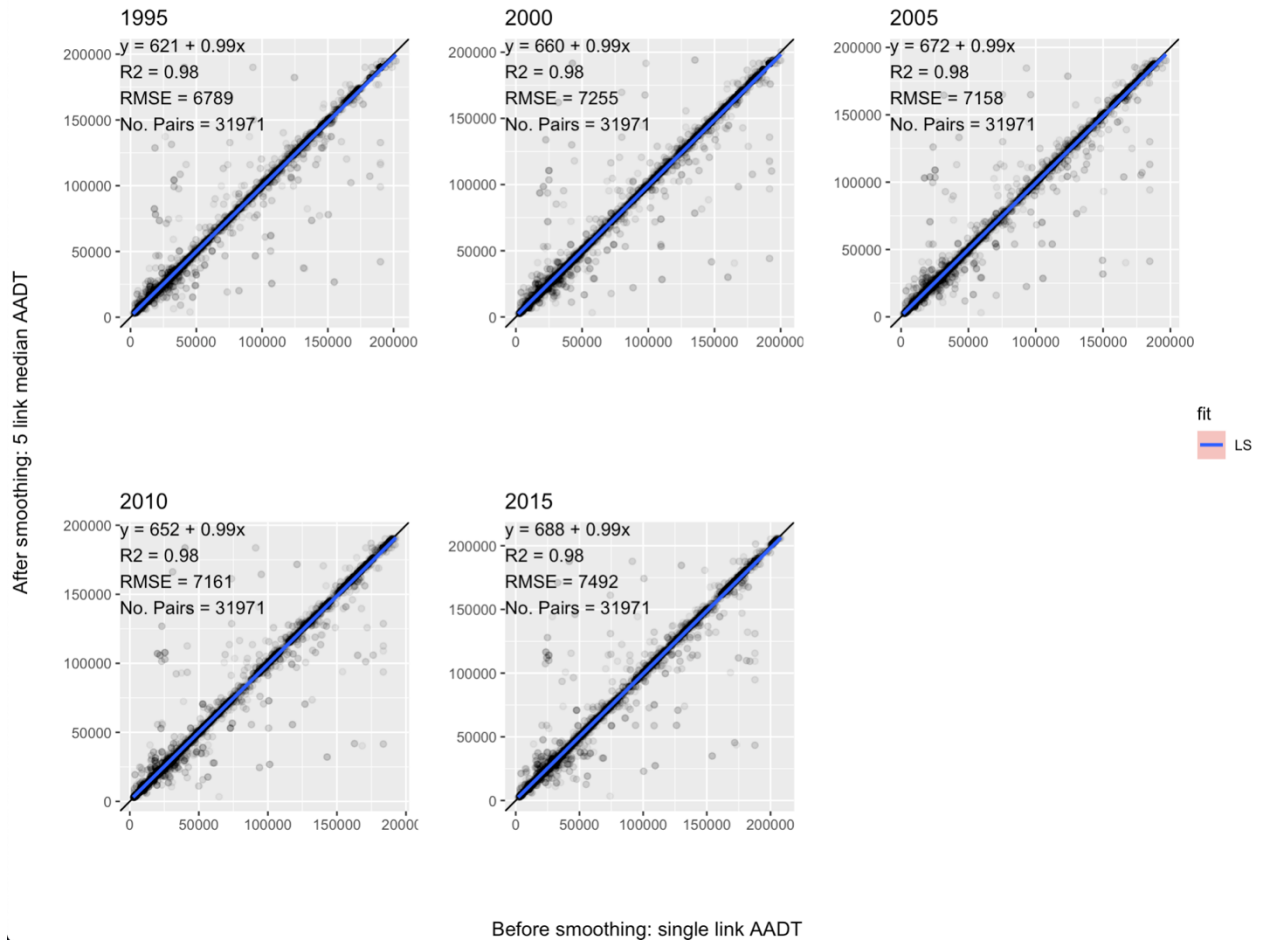 1995
y = 621 + 0.99x
R2 = 0.98
RMSE = 6789
No. Pairs = 31971
200000
150000
100000
50000
0
0 50000 100000 150000 200000
2000
y = 660 + 0.99x
R2 = 0.98
RMSE = 7255
No. Pairs = 31971
200000
150000
100000
50000
0
0 50000 100000 150000 200000
2005
y = 672 + 0.99x
R2 = 0.98
RMSE = 7158
No. Pairs = 31971
200000
150000
100000
50000
0
0 50000 100000 150000 200000
After smoothing: 5 link median AADT
fit
LS
2010
y = 652 + 0.99x
R2 = 0.98
RMSE = 7161
No. Pairs = 31971
200000
150000
100000
50000
0
0 50000 100000 150000 20000
2015
y = 688 + 0.99x
R2 = 0.98
RMSE = 7492
No. Pairs = 31971
200000
150000
100000
50000
0
0 50000 100000 150000 200000
Before smoothing: single link AADT